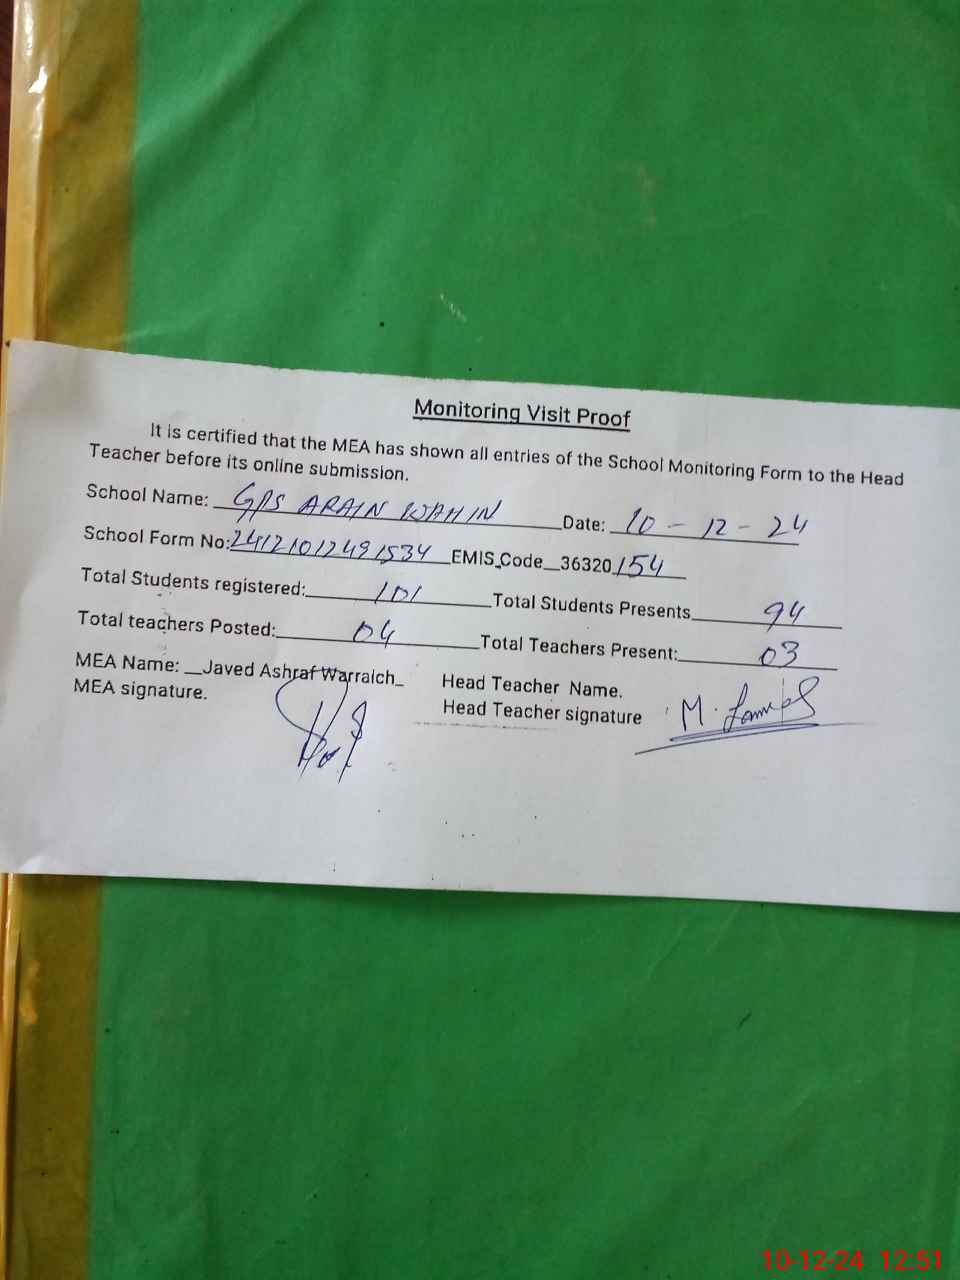 Monitoring Visit Proof
It is certified that the MEA has shown all entries of the School Monitoring Form to the Head
Teacher before its online submission.
School Name: GPS ARAIN WAHIN Date: 10 - 12 - 24
School Form No: 24121012491534 EMIS_Code 36320154
Total Students registered: 101 Total Students Presents 94
Total teachers Posted: 04 Total Teachers Present: 03
MEA Name: Javed Ashraf Warraich Head Teacher Name.
MEA signature. Head Teacher signature M.
10-12-24 12:51